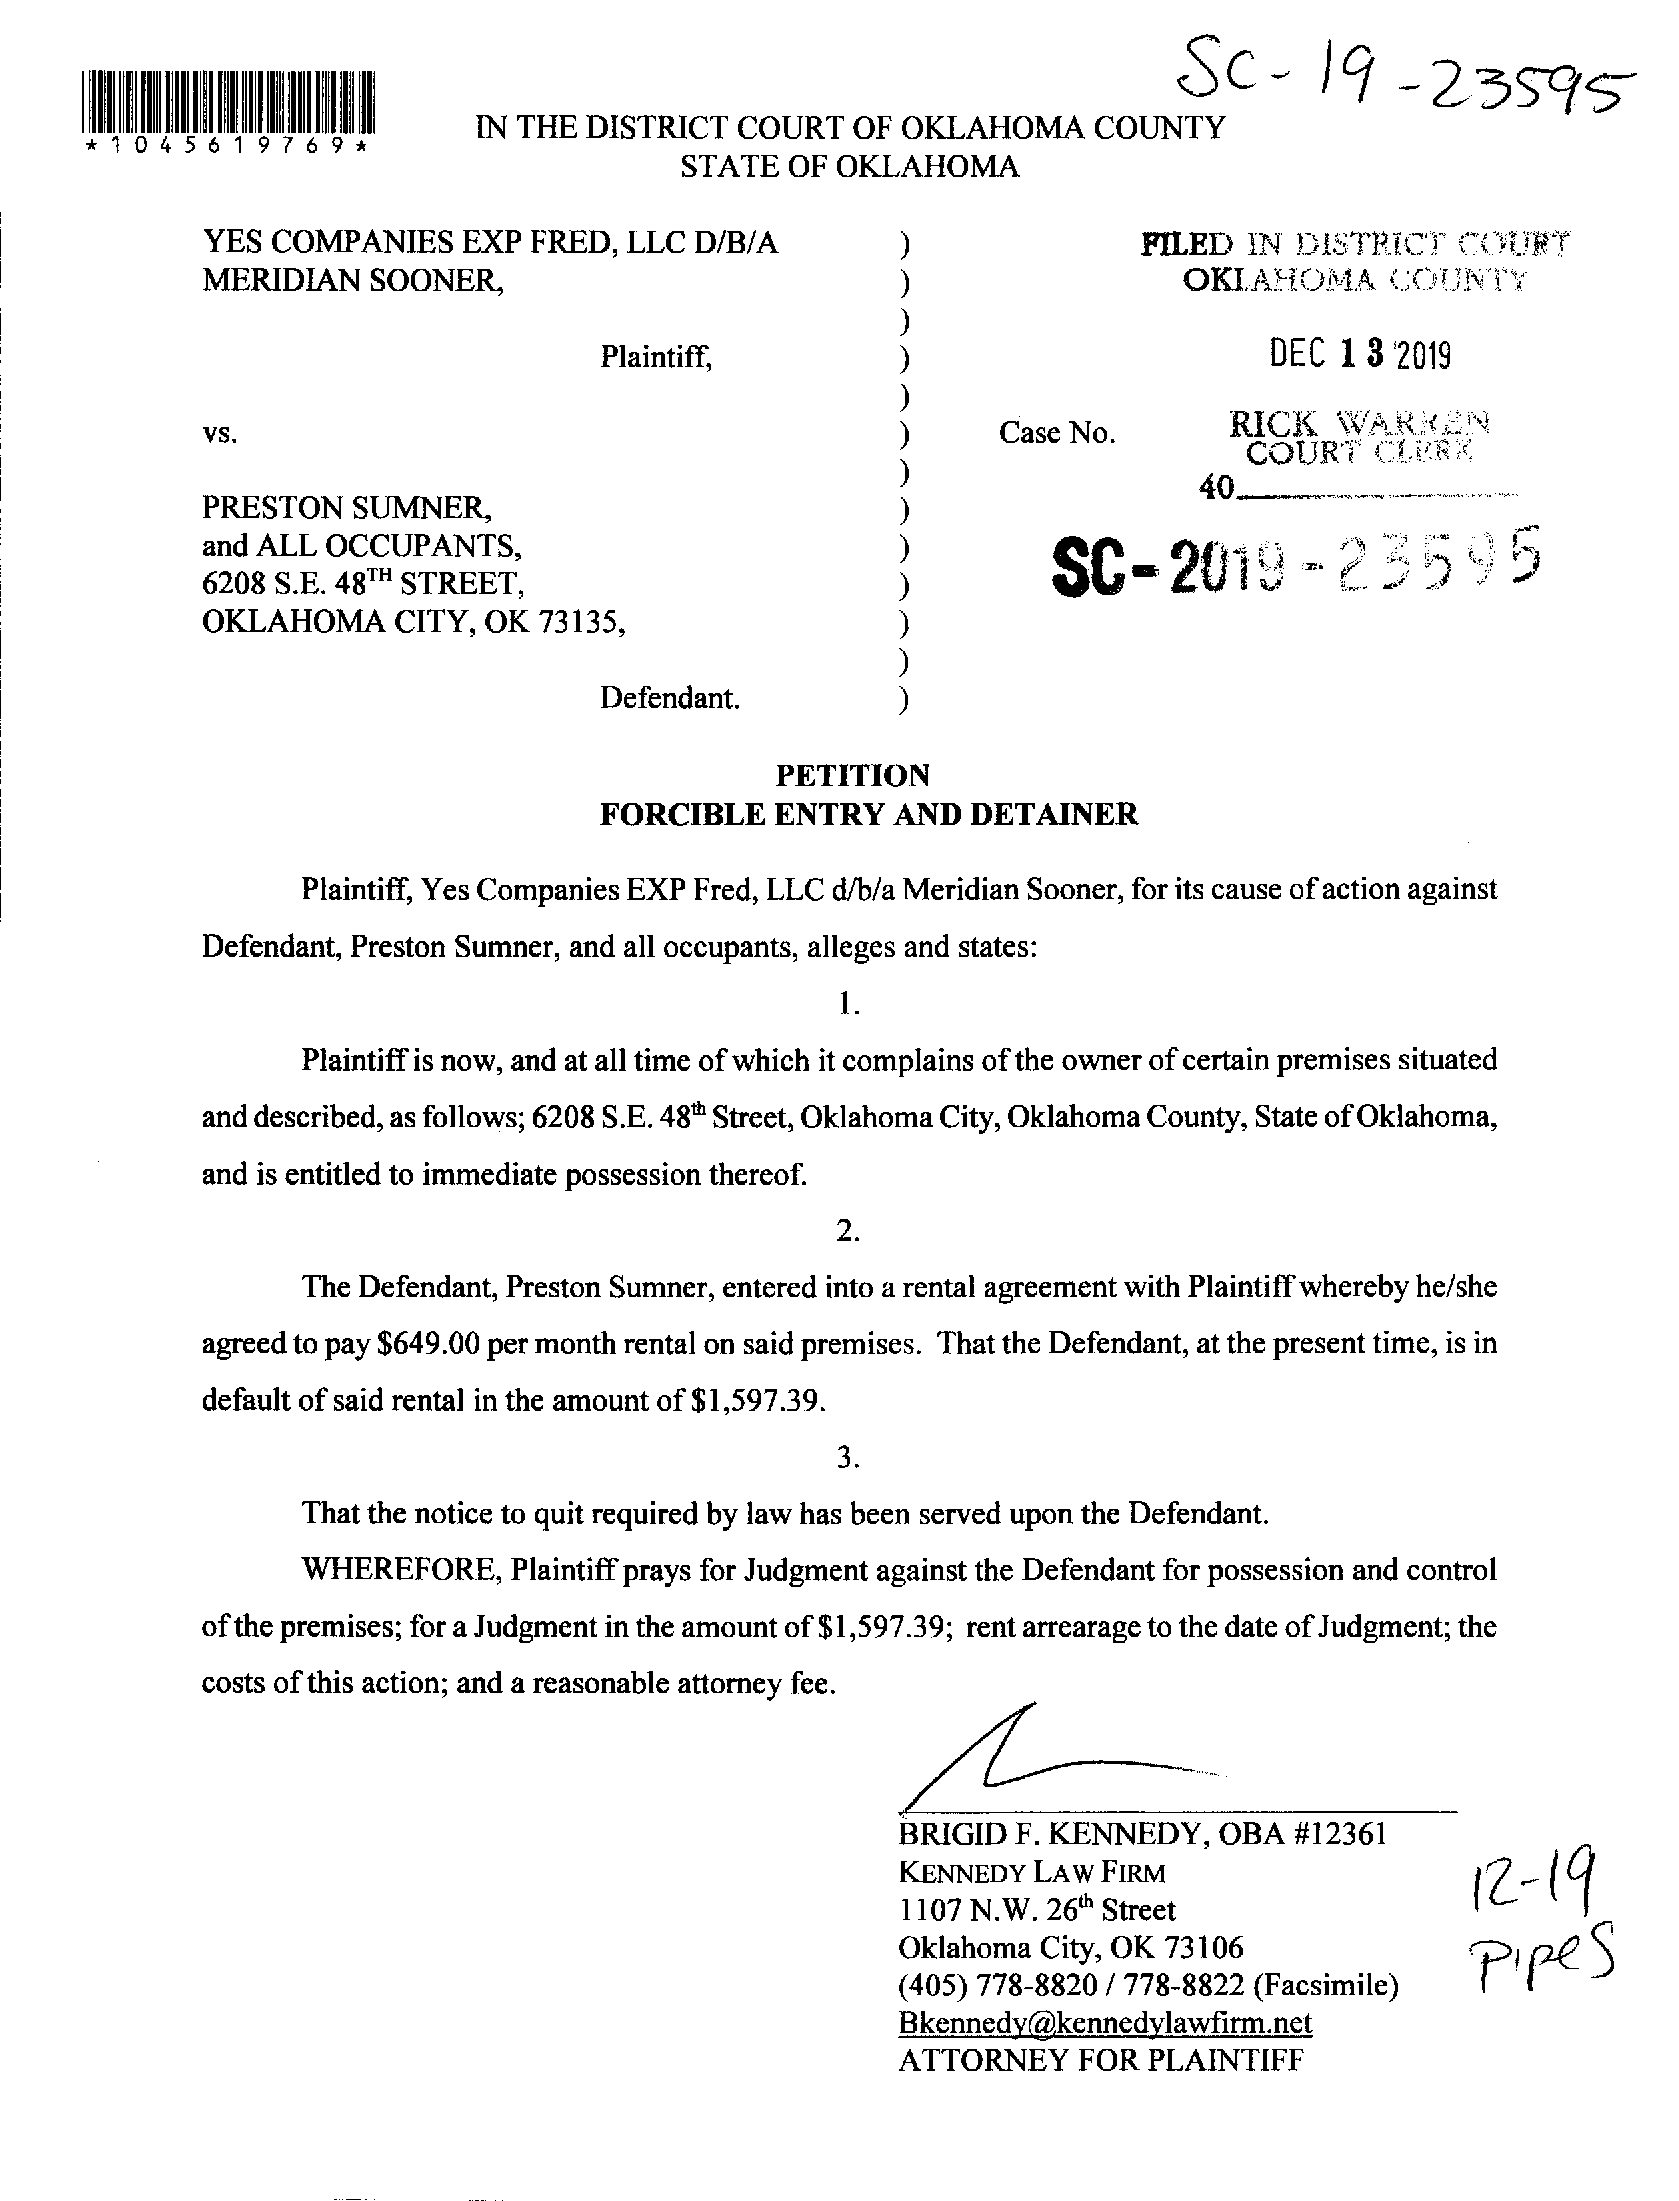 SC-19-23595
*1045619769*
IN THE DISTRICT COURT OF OKLAHOMA COUNTY
STATE OF OKLAHOMA
YES COMPANIES EXP FRED, LLC D/B/A )
MERIDIAN SOONER, )
)
Plaintiff, )
)
vs. )
)
PRESTON SUMNER, )
and ALL OCCUPANTS, )
6208 S.E. 48TH STREET, )
OKLAHOMA CITY, OK 73135, )
)
Defendant. )
FILED IN DISTRICT COURT
OKLAHOMA COUNTY
DEC 13 2019
Case No.
RICK WARREN
COURT CLERK
40
SC-2019-23595
PETITION
FORCIBLE ENTRY AND DETAINER
Plaintiff, Yes Companies EXP Fred, LLC d/b/a Meridian Sooner, for its cause of action against
Defendant, Preston Sumner, and all occupants, alleges and states:
1.
Plaintiff is now, and at all time of which it complains of the owner of certain premises situated
and described, as follows; 6208 S.E. 48th Street, Oklahoma City, Oklahoma County, State of Oklahoma,
and is entitled to immediate possession thereof.
2.
The Defendant, Preston Sumner, entered into a rental agreement with Plaintiff whereby he/she
agreed to pay $649.00 per month rental on said premises. That the Defendant, at the present time, is in
default of said rental in the amount of $1,597.39.
3.
That the notice to quit required by law has been served upon the Defendant.
WHEREFORE, Plaintiff prays for Judgment against the Defendant for possession and control
of the premises; for a Judgment in the amount of $1,597.39; rent arrearage to the date of Judgment; the
costs of this action; and a reasonable attorney fee.
BRIGID F. KENNEDY, OBA #12361
KENNEDY LAW FIRM
1107 N.W. 26th Street
Oklahoma City, OK 73106
(405) 778-8820 / 778-8822 (Facsimile)
Bkennedy@kennedylawfirm.net
ATTORNEY FOR PLAINTIFF
12-19
Pipes